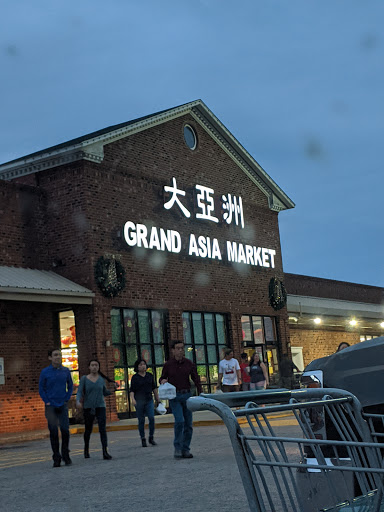 大亞洲
GRAND ASIA MARKET